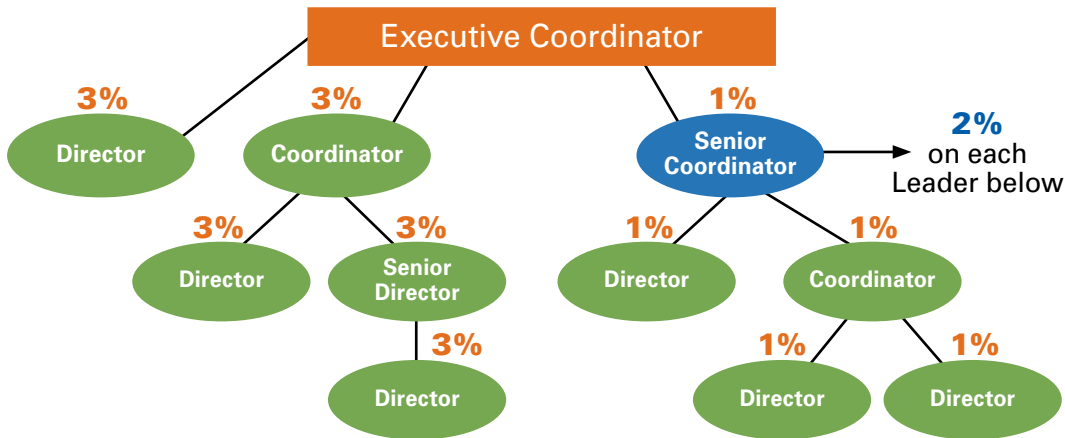 Executive Coordinator
3%
3%
1%
Director
Coordinator
Senior
Coordinator
2%
on each
Leader below
3%
3%
1%
1%
Director
Senior
Director
Director
Coordinator
3%
1%
1%
Director
Director
Director